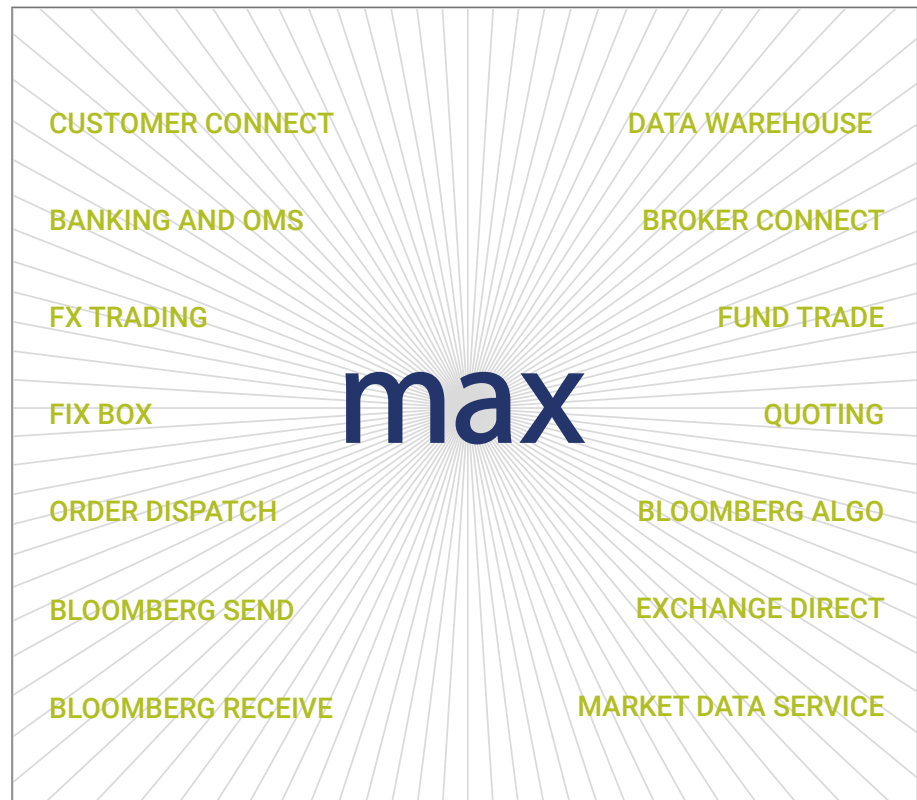 CUSTOMER CONNECT
DATA WAREHOUSE
BANKING AND OMS
BROKER CONNECT
FX TRADING
FUND TRADE
max
FIX BOX
QUOTING
ORDER DISPATCH
BLOOMBERG ALGO
BLOOMBERG SEND
EXCHANGE DIRECT
BLOOMBERG RECEIVE
MARKET DATA SERVICE